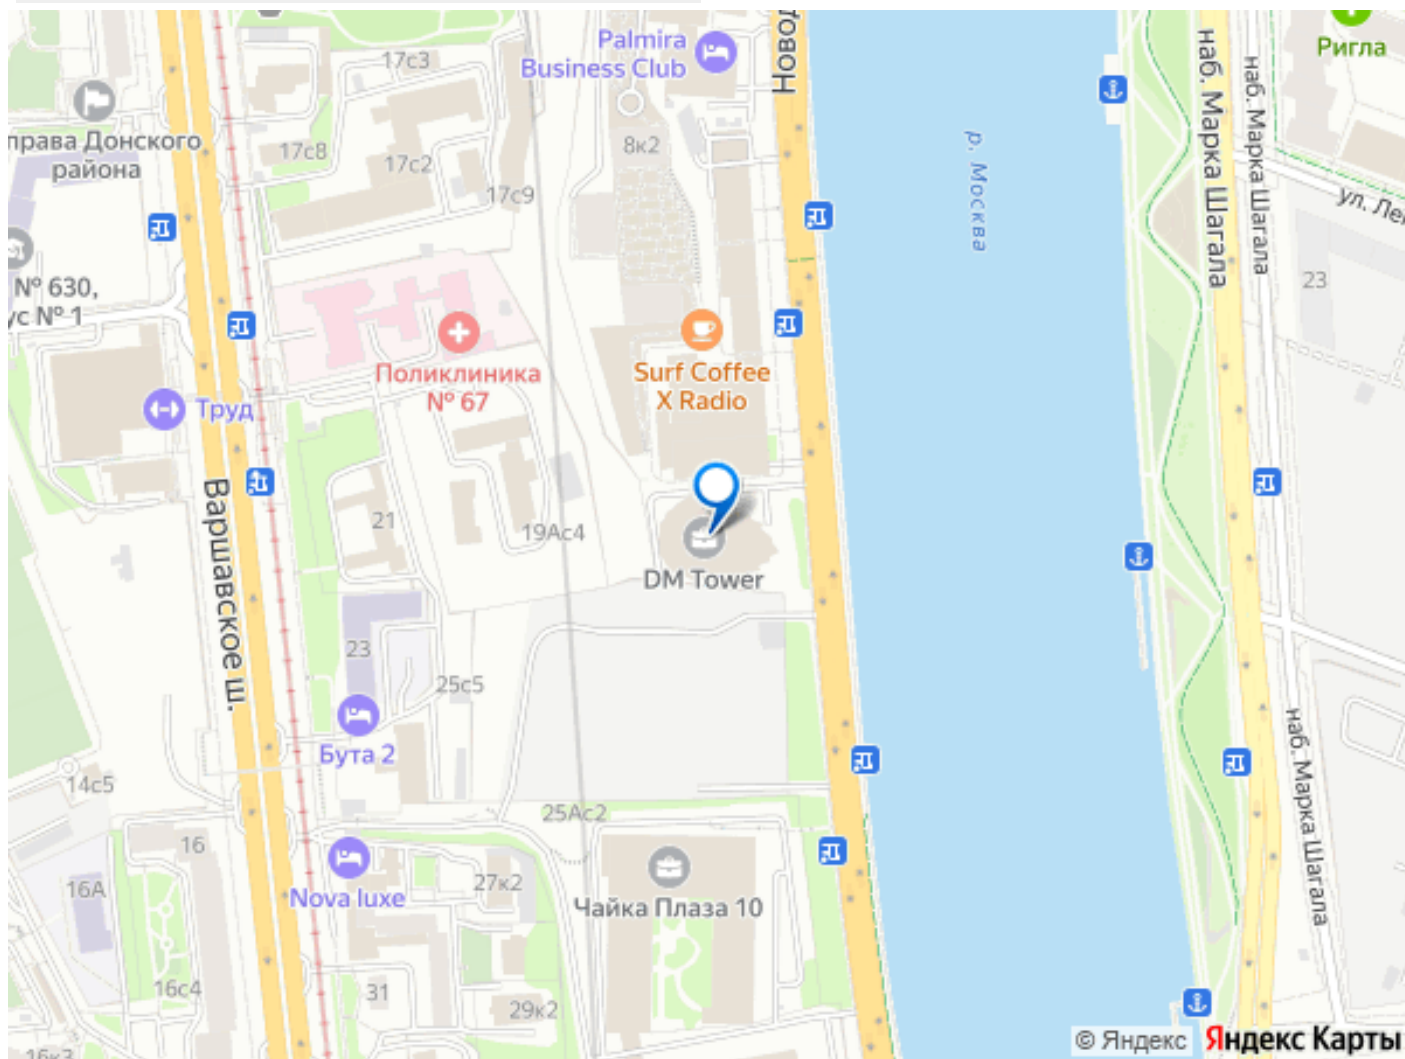 Palmira
Business Club
Новод
наб. Марка Шагала
наб. Марка Шагала
Ригла
17с3
права Донского
района
17с8
17с2
17с9
8к2
р. Москва
ул. Ле
23
№ 630,
ус № 1
Поликлиника
№ 67
Surf Coffee
X Radio
Труд
Варшавское ш.
21
19Ас4
DM Tower
23
25с5
Бута 2
14с5
наб. Марка Шагала
25Ас2
16
16А
Nova luxe
27к2
Чайка Плаза 10
16с4
31
29к2
16к3
© Яндекс
Яндекс Карты